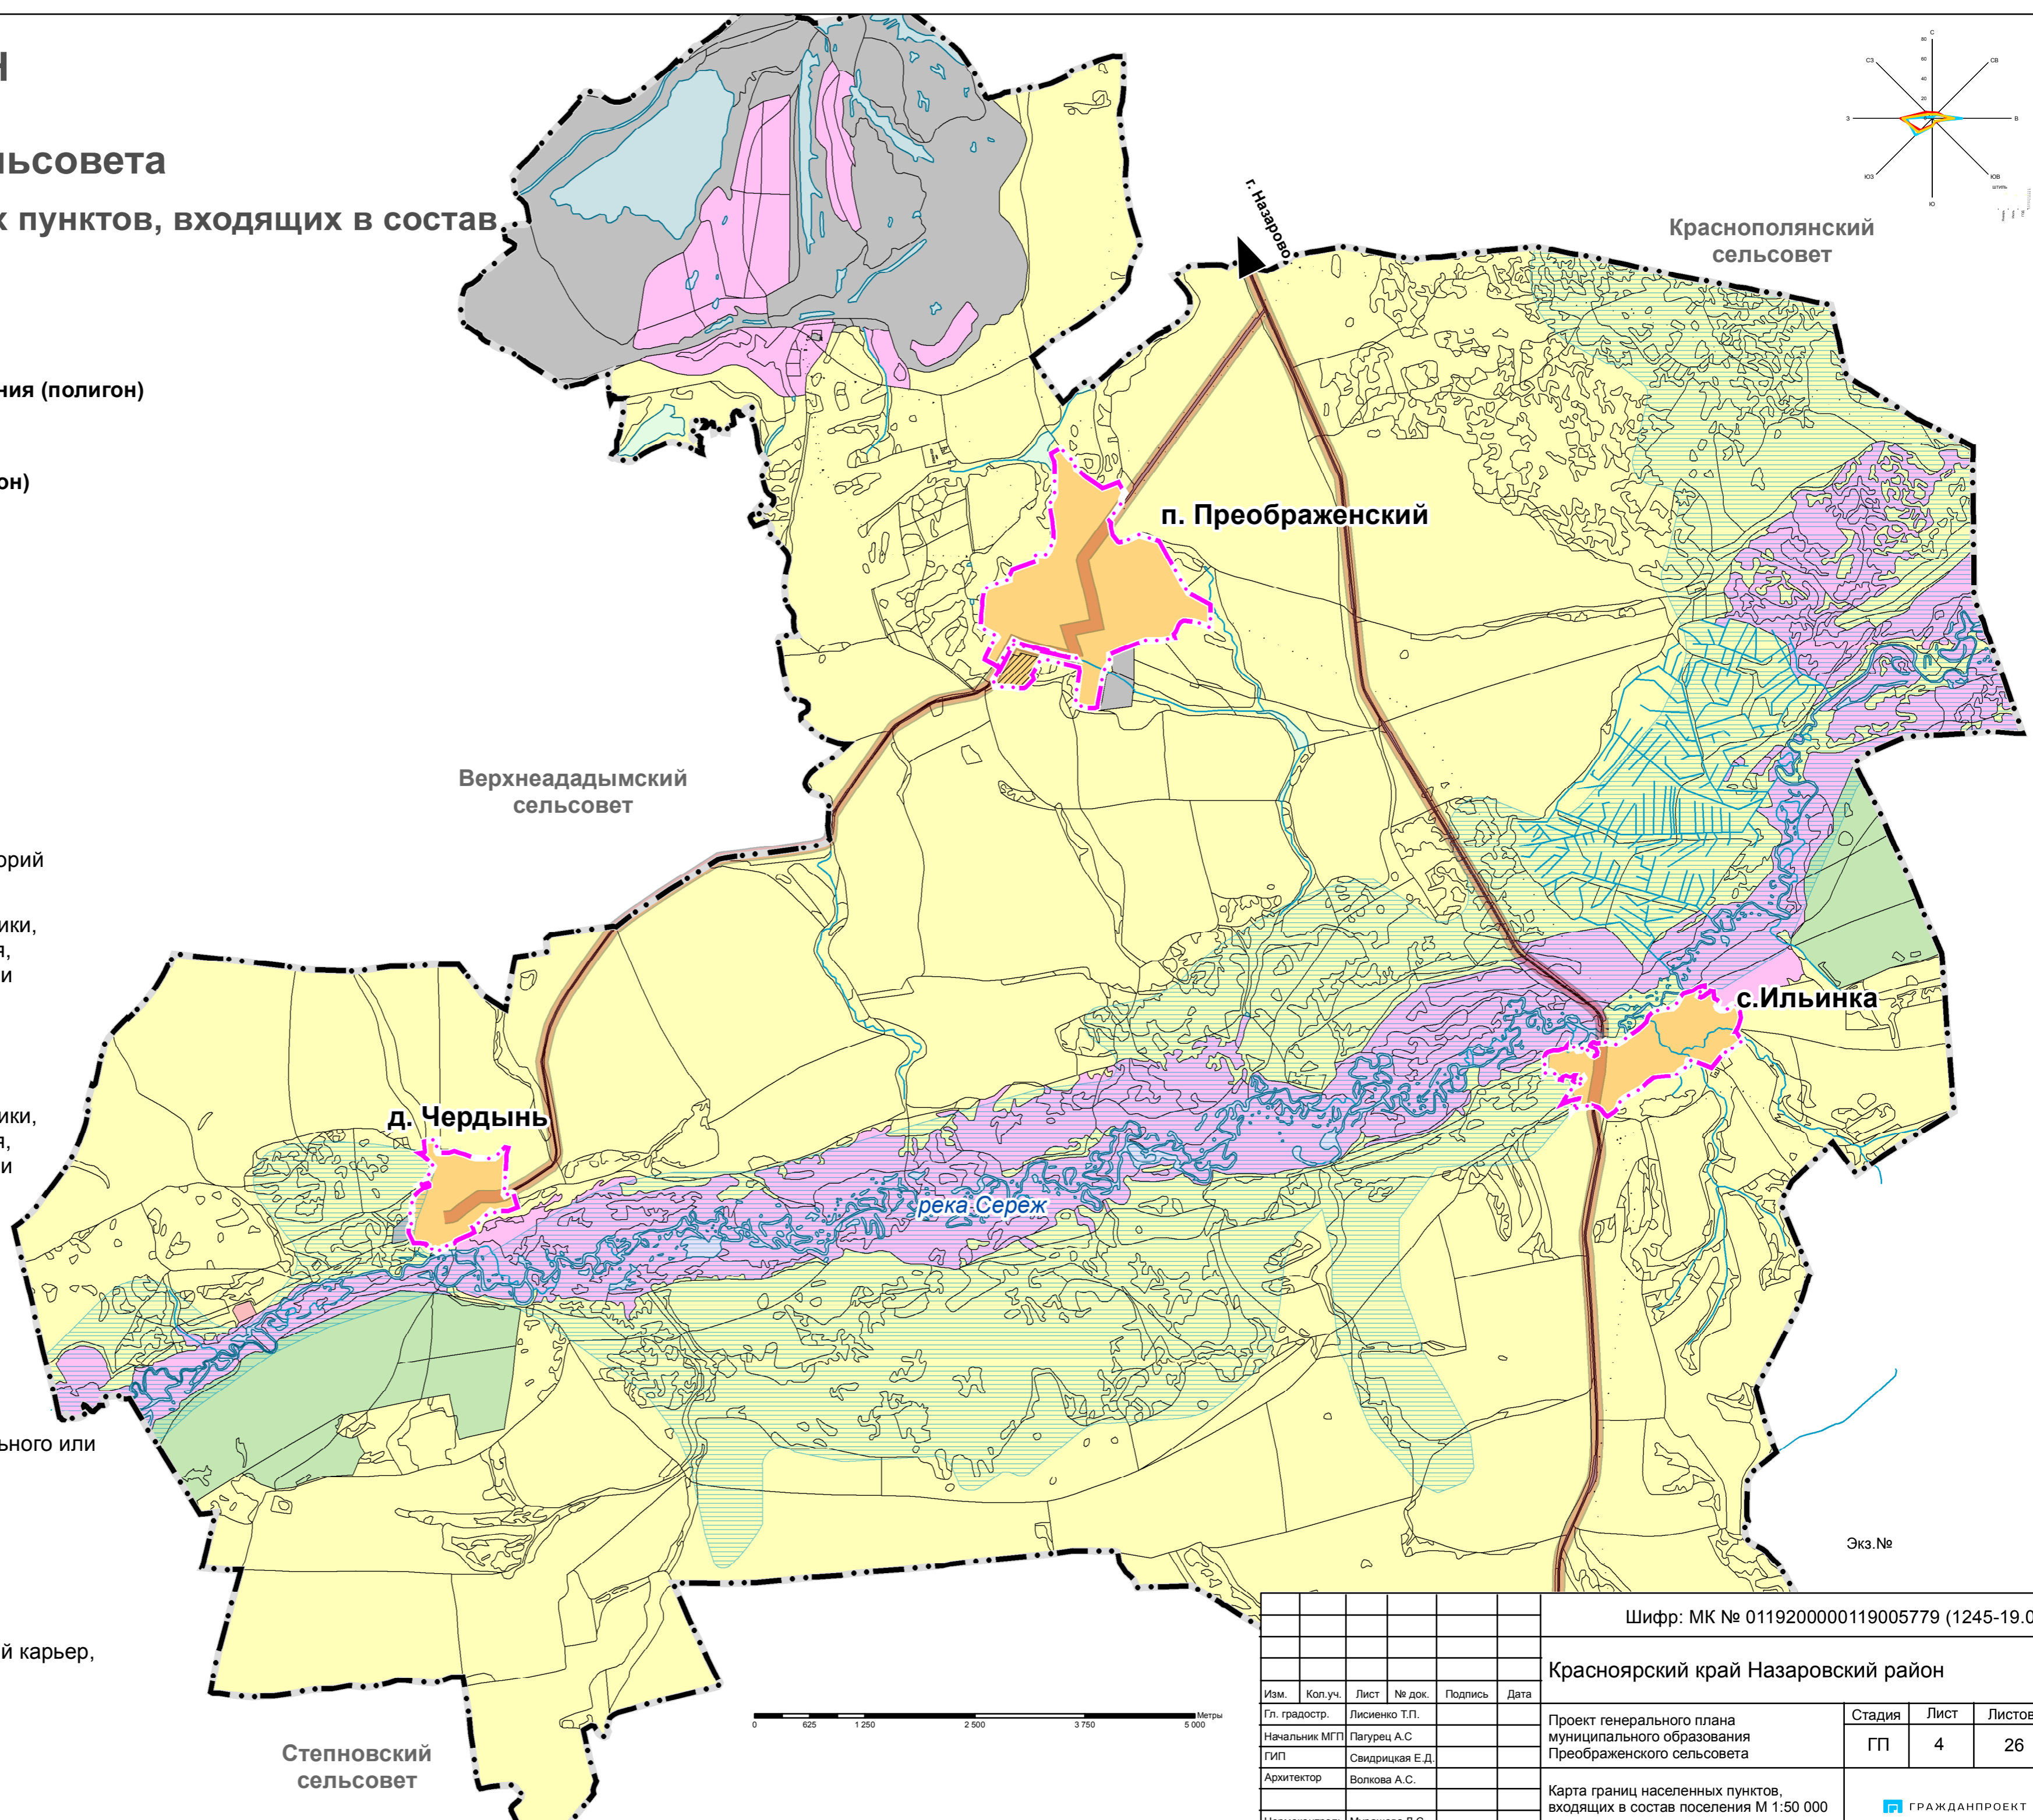 Н
льсовета
х пунктов, входящих в состав
ния (полигон)
он)
орий
ики,
я,
и
ики,
я,
и
ьного или
й карьер,
С
СВ
В
ЮВ
Ю
ЮЗ
З
СЗ
80
60
40
20
штиль
г. Назарово
Краснополянский
сельсовет
п. Преображенский
Верхнеададымский
сельсовет
с.Ильинка
д. Чердынь
река Сереж
Степновский
сельсовет
0 625 1 250 2 500 3 750 5 000
Метры
Экз.№
Шифр: МК № 0119200000119005779 (1245-19.0
Красноярский край Назаровский район
Изм. Кол.уч. Лист № док. Подпись Дата
Гл. градостр. Лисиенко Т.П.
Начальник МГП Пагурец А.С
ГИП Свидрицкая Е.Д.
Архитектор Волкова А.С.
Проект генерального плана
муниципального образования
Преображенского сельсовета
Стадия Лист Листов
ГП 4 26
Карта границ населенных пунктов,
входящих в состав поселения М 1:50 000
ГРАЖДАНПРОЕКТ